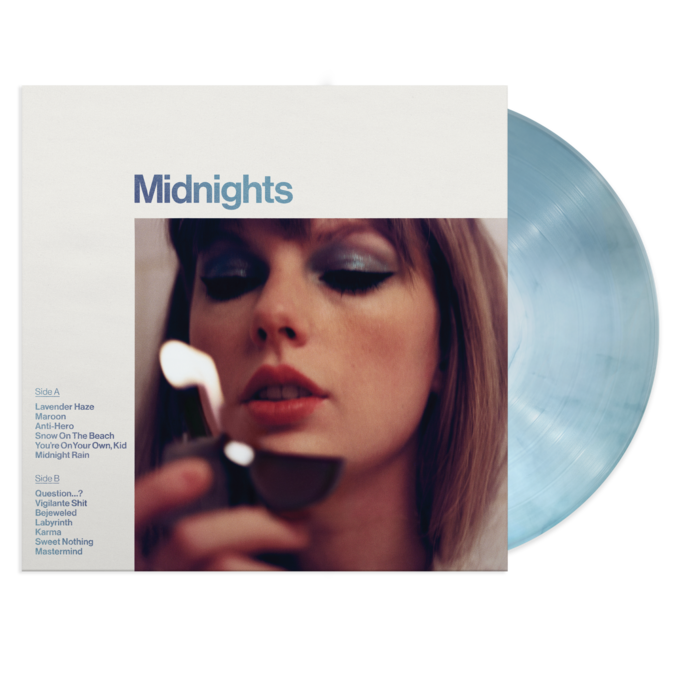 Midnights
Side A
Lavender Haze
Maroon
Anti-Hero
Snow On The Beach
You're On Your Own, Kid
Midnight Rain
Side B
Question...?
Vigilante Shit
Bejeweled
Labyrinth
Karma
Sweet Nothing
Mastermind